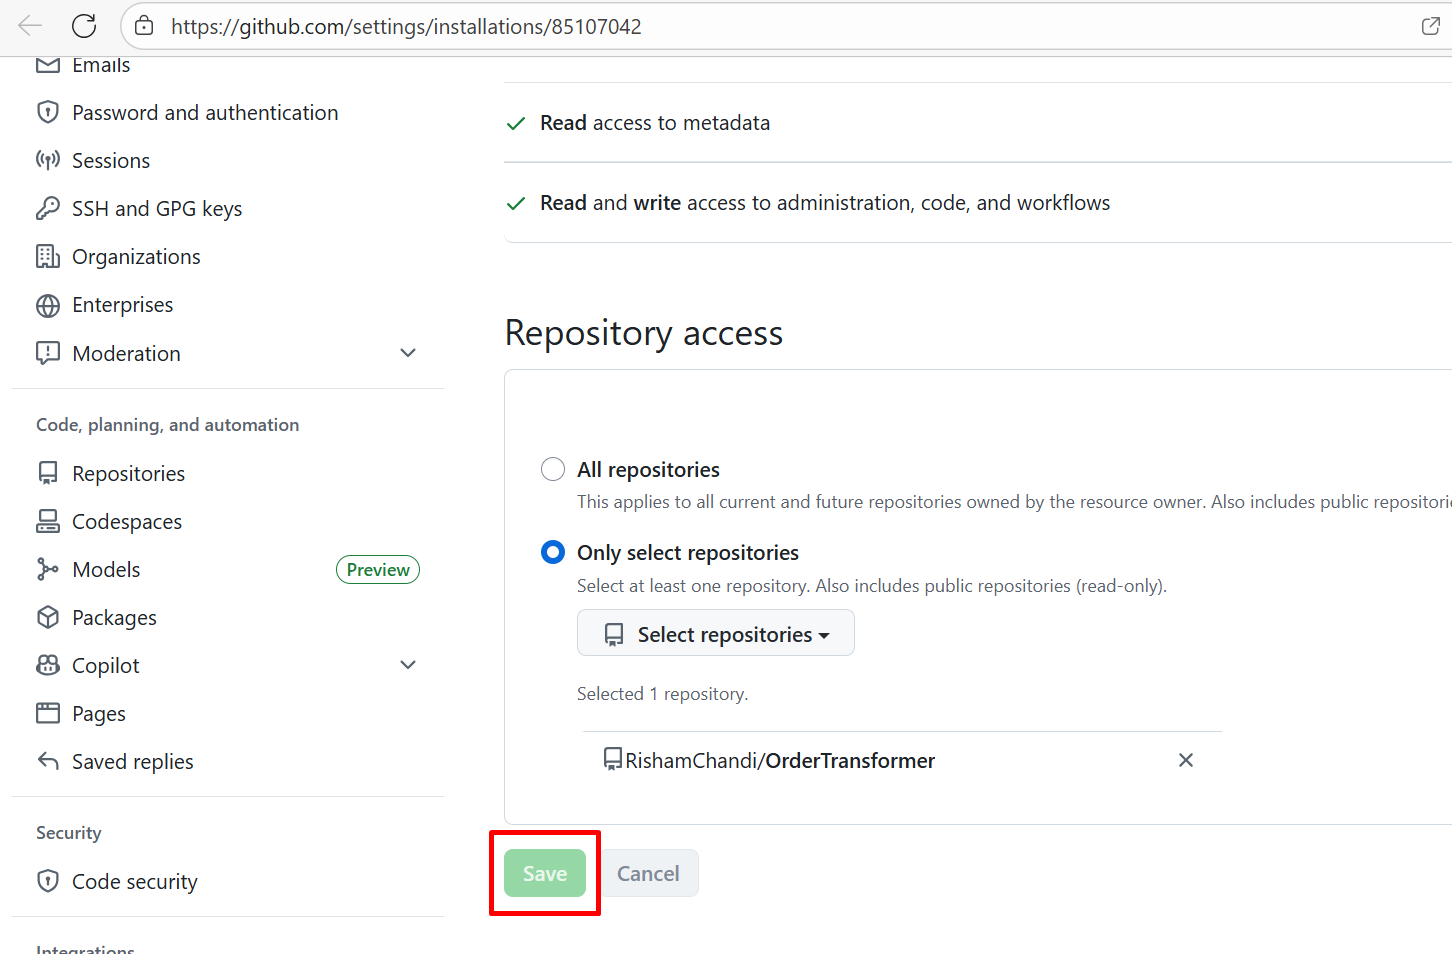 https://github.com/settings/installations/85107042
Emails
Password and authentication
Sessions
SSH and GPG keys
Organizations
Enterprises
Moderation
Code, planning, and automation
Repositories
Codespaces
Models Preview
Packages
Copilot
Pages
Saved replies
Security
Code security
Integrations
Read access to metadata
Read and write access to administration, code, and workflows
Repository access
All repositories
This applies to all current and future repositories owned by the resource owner. Also includes public
Only select repositories
Select at least one repository. Also includes public repositories (read-only).
Select repositories
Selected 1 repository.
RishamChandi/OrderTransformer
Save Cancel